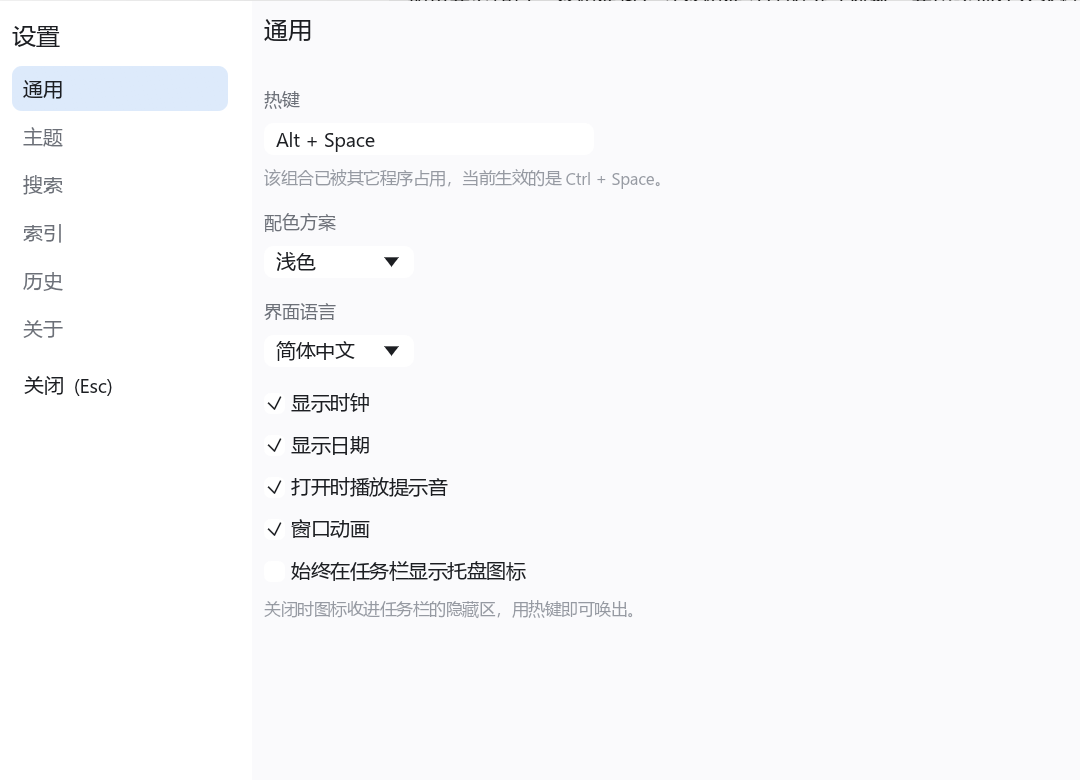 设置
通用
主题
搜索
索引
历史
关于
关闭 (Esc)
通用
热键
Alt + Space
该组合已被其它程序占用，当前生效的是 Ctrl + Space。
配色方案
浅色
界面语言
简体中文
显示时钟
显示日期
打开时播放提示音
窗口动画
始终在任务栏显示托盘图标
关闭时图标收进任务栏的隐藏区，用热键即可唤出。